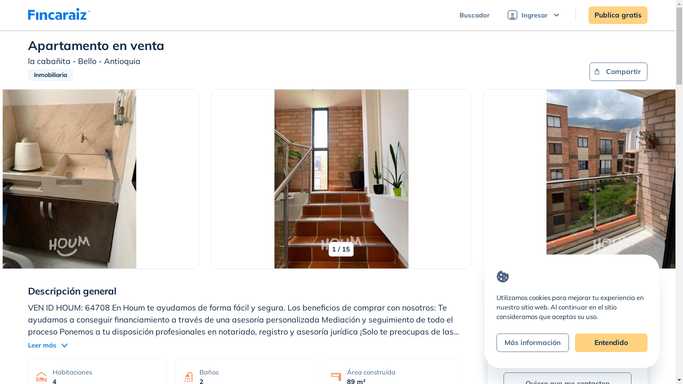 Fincaraiz
Buscador
Ingresar
Publica gratis
Apartamento en venta
la cabañita - Bello - Antioquia
Inmobiliaria
Compartir
HOUM
HOUM
HOUM
1 / 15
Descripción general
VEN ID HOUM: 64708 En Houm te ayudamos de forma fácil y segura. Los beneficios de comprar con nosotros: Te
ayudamos a conseguir financiamiento a través de una asesoría personalizada Mediación y seguimiento de todo el
proceso Ponemos a tu disposición profesionales en notariado, registro y asesoría jurídica ¡Solo te preocupas de las...
Leer más
Habitaciones
4
Baños
2
Área construida
89 m²
Utilizamos cookies para mejorar tu experiencia en
nuestro sitio web. Al continuar en el sitio
consideramos que aceptas su uso.
Más información
Entendido
Quiero que me contacten